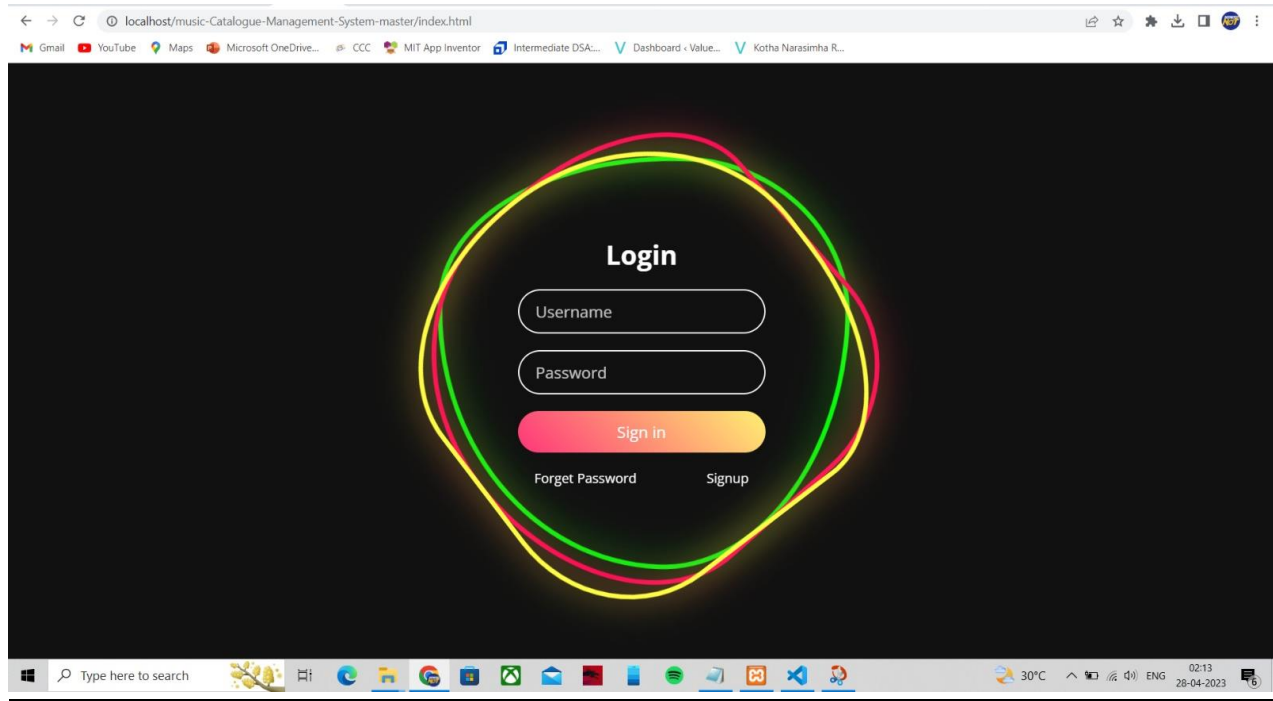 localhost/music-Catalogue-Management-System-master/index.html
Gmail YouTube Maps Microsoft OneDrive... CCC MIT App Inventor Intermediate DSA:... Dashboard ‹ Value... Kotha Narasimha R...
Login
Username
Password
Sign in
Forget Password Signup
Type here to search 30°C ENG 02:13
28-04-2023 6